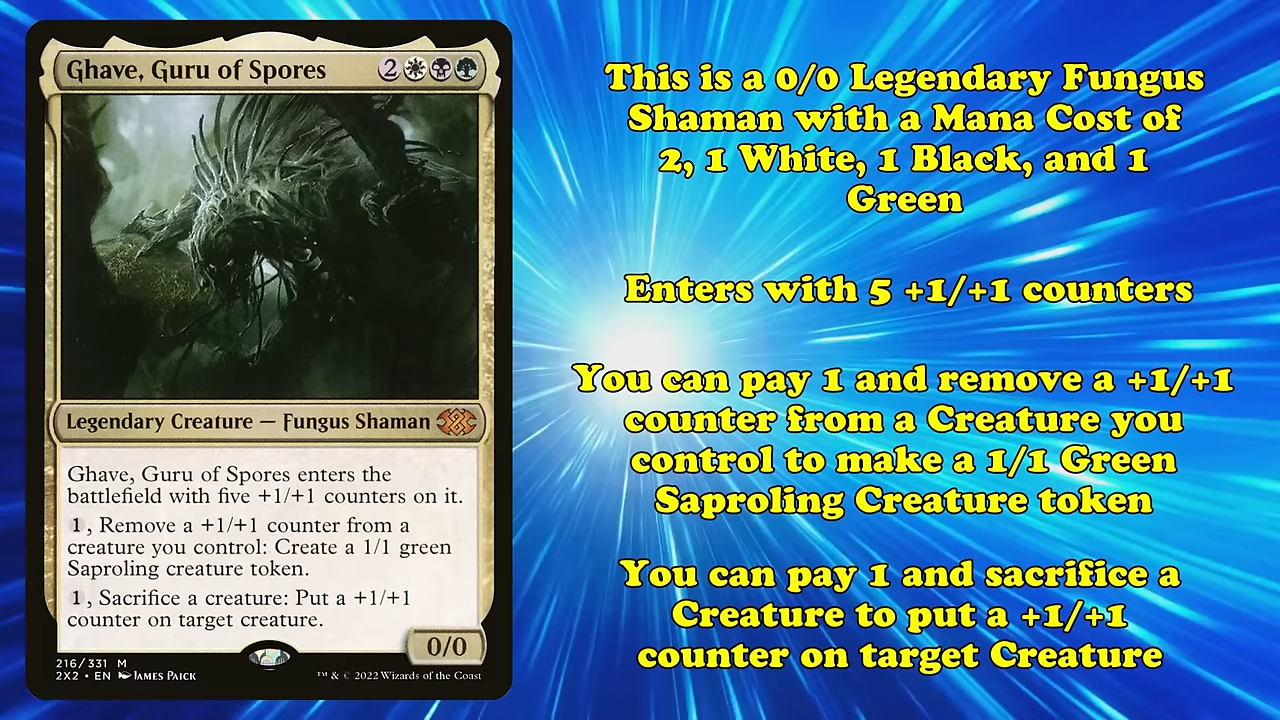 Ghave, Guru of Spores 2
Legendary Creature — Fungus Shaman
Ghave, Guru of Spores enters the
battlefield with five +1/+1 counters on it.
1, Remove a +1/+1 counter from a
creature you control: Create a 1/1 green
Saproling creature token.
1, Sacrifice a creature: Put a +1/+1
counter on target creature.
0/0
216/331 M
2X2 • EN JAMES PAICK
™ & © 2022 Wizards of the Coast
This is a 0/0 Legendary Fungus
Shaman with a Mana Cost of
2, 1 White, 1 Black, and 1
Green
Enters with 5 +1/+1 counters
You can pay 1 and remove a +1/+1
counter from a Creature you
control to make a 1/1 Green
Saproling Creature token
You can pay 1 and sacrifice a
Creature to put a +1/+1
counter on target Creature